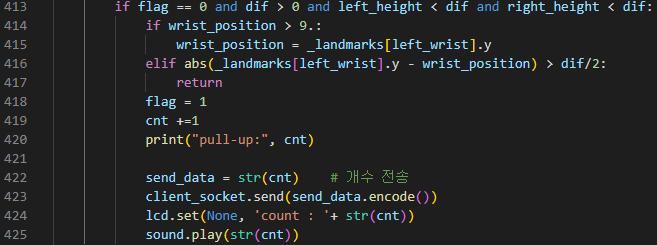 413 if flag == 0 and dif > 0 and left_height < dif and right_height < dif:
414 if wrist_position > 9.:
415 wrist_position = _landmarks[left_wrist].y
416 elif abs(_landmarks[left_wrist].y - wrist_position) > dif/2:
417 return
418 flag = 1
419 cnt +=1
420 print("pull-up:", cnt)
421
422 send_data = str(cnt) # 개수 전송
423 client_socket.send(send_data.encode())
424 lcd.set(None, 'count : '+ str(cnt))
425 sound.play(str(cnt))